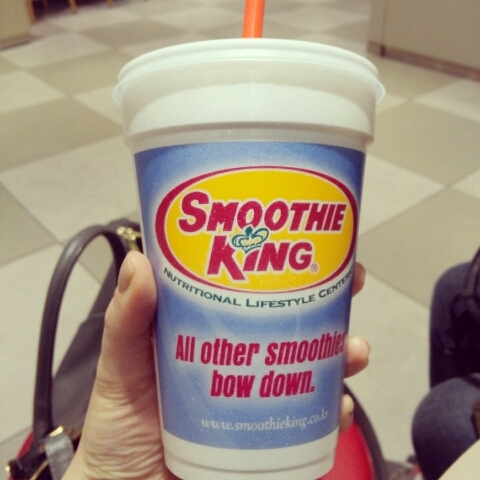 SMOOTHIE
KING®
NUTRITIONAL LIFESTYLE CENTERS
All other smoothies
bow down.
www.smoothieking.co.kr